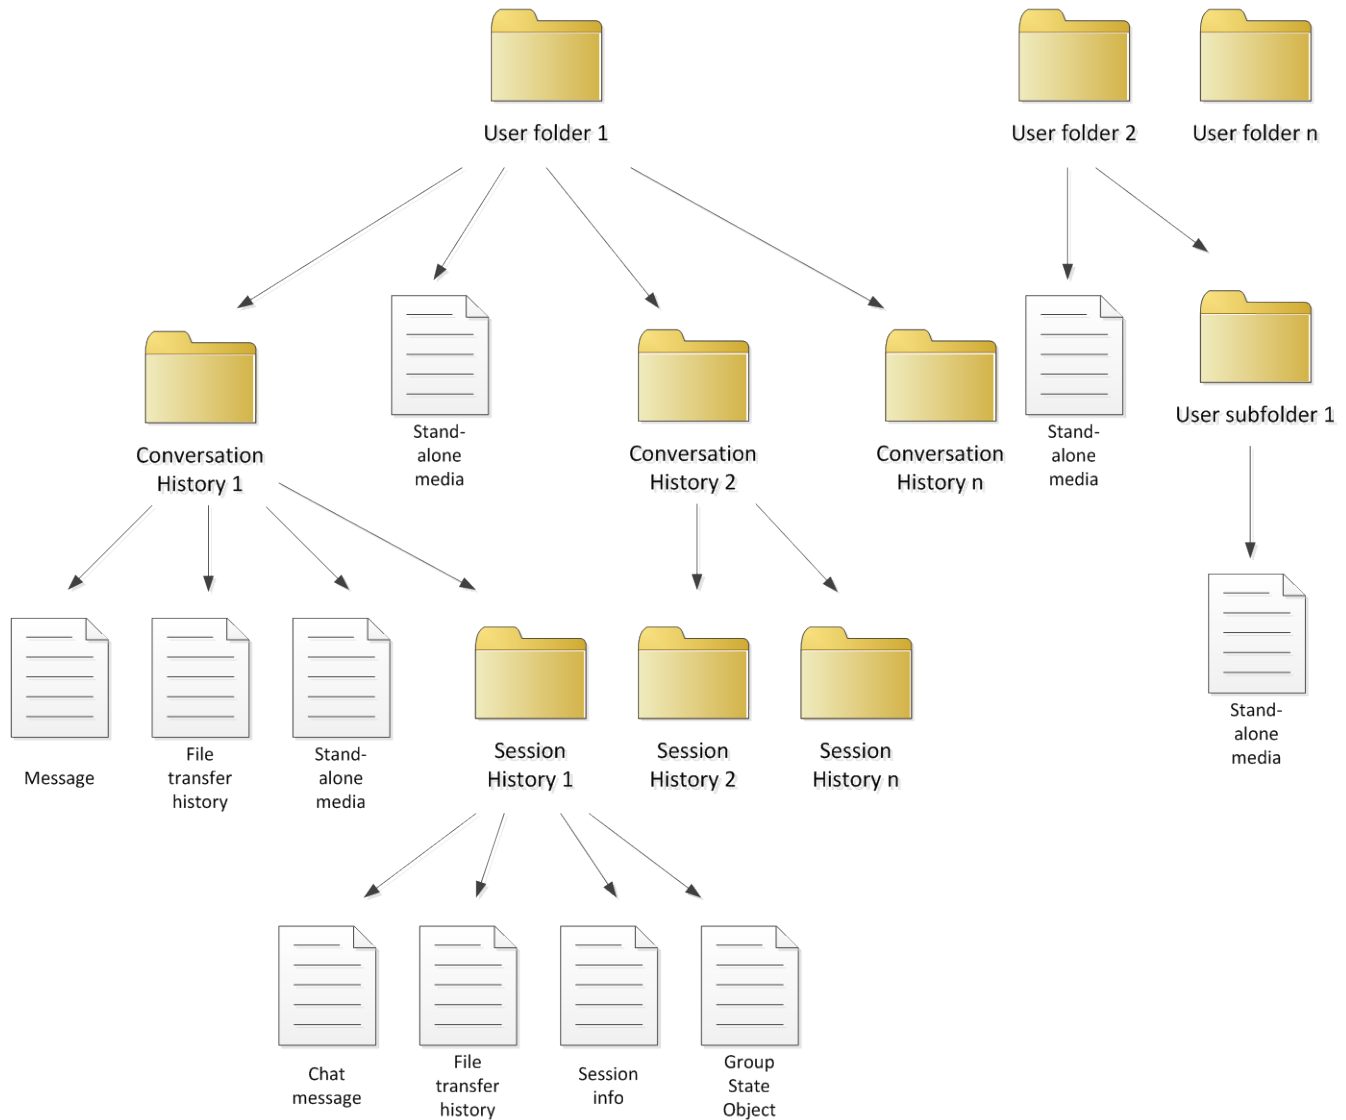 User folder 1
User folder 2
User folder n
Stand-
alone
media
Stand-
alone
media
User subfolder 1
Conversation
History 1
Conversation
History 2
Conversation
History n
Message
File
transfer
history
Stand-
alone
media
Session
History 1
Session
History 2
Session
History n
Stand-
alone
media
Chat
message
File
transfer
history
Session
info
Group
State
Object